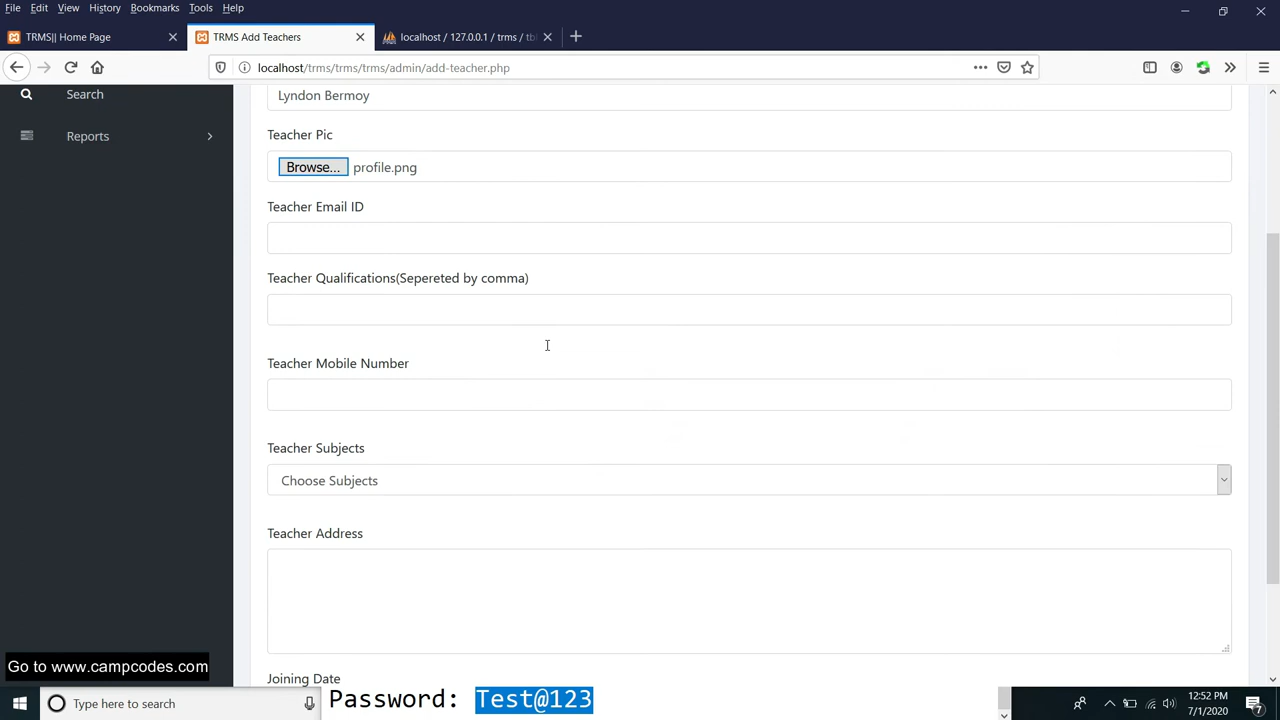 File Edit View History Bookmarks Tools Help
TRMS|| Home Page
TRMS Add Teachers
localhost / 127.0.0.1 / trms / tbl
localhost/trms/trms/trms/admin/add-teacher.php
Search
Reports
Lyndon Bermoy
Teacher Pic
Browse... profile.png
Teacher Email ID
Teacher Qualifications(Sepereted by comma)
Teacher Mobile Number
Teacher Subjects
Choose Subjects
Teacher Address
Joining Date
Go to www.campcodes.com
Password: Test@123
Type here to search
12:52 PM
7/1/2020
7